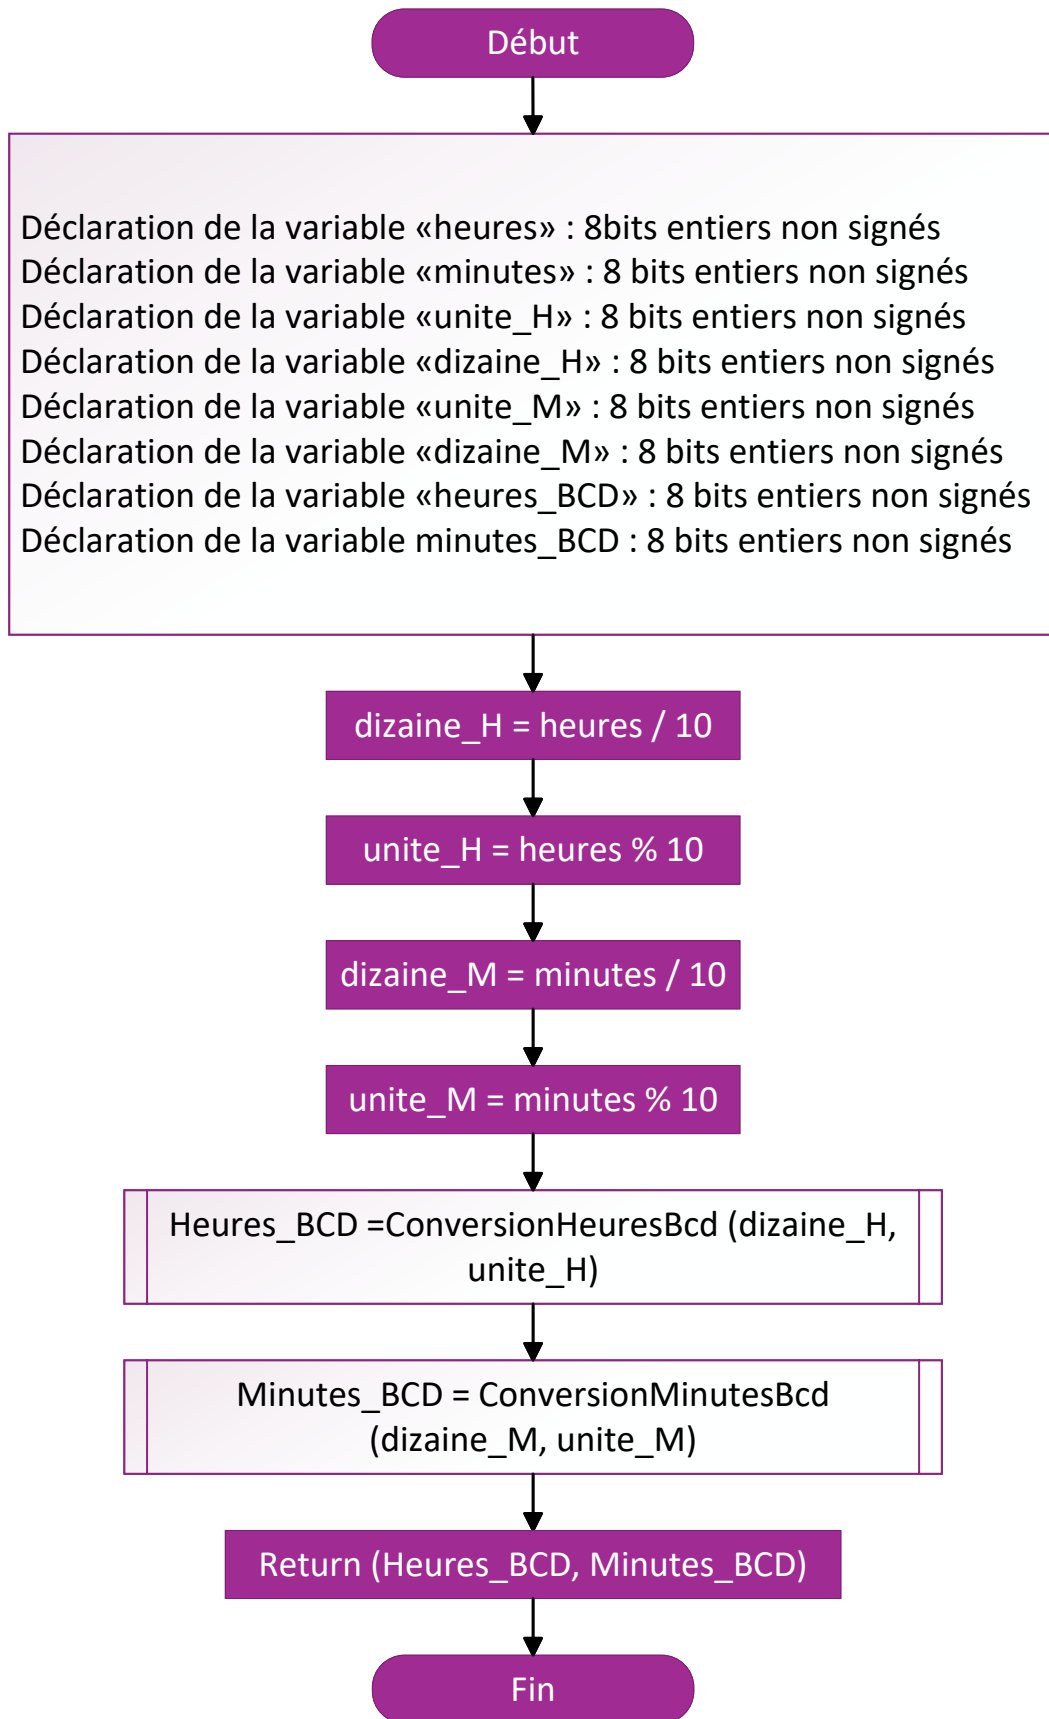 Début
Déclaration de la variable «heures» : 8bits entiers non signés
Déclaration de la variable «minutes» : 8 bits entiers non signés
Déclaration de la variable «unite_H» : 8 bits entiers non signés
Déclaration de la variable «dizaine_H» : 8 bits entiers non signés
Déclaration de la variable «unite_M» : 8 bits entiers non signés
Déclaration de la variable «dizaine_M» : 8 bits entiers non signés
Déclaration de la variable «heures_BCD» : 8 bits entiers non signés
Déclaration de la variable minutes_BCD : 8 bits entiers non signés
dizaine_H = heures / 10
unite_H = heures % 10
dizaine_M = minutes / 10
unite_M = minutes % 10
Heures_BCD =ConversionHeuresBcd (dizaine_H,
unite_H)
Minutes_BCD = ConversionMinutesBcd
(dizaine_M, unite_M)
Return (Heures_BCD, Minutes_BCD)
Fin